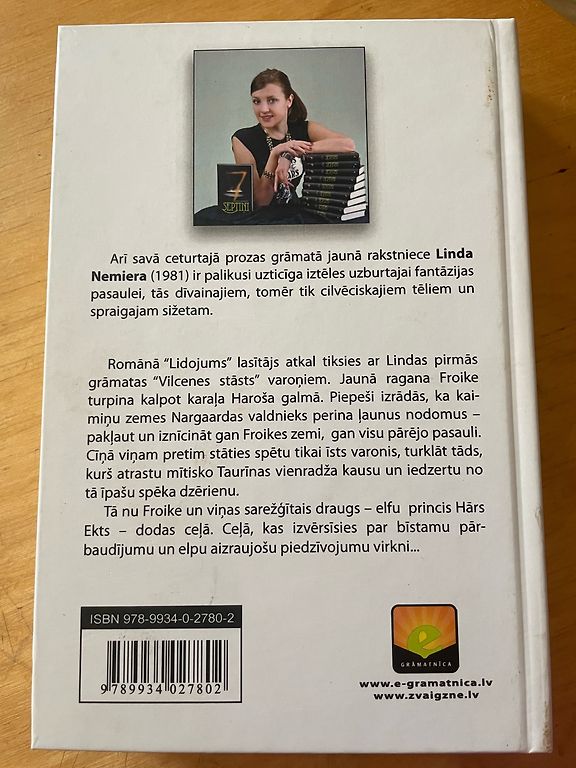 7
SEPTIŅI
Arī savā ceturtajā prozas grāmatā jaunā rakstniece Linda
Nemiera (1981) ir palikusi uzticīga iztēles uzburtajai fantāzijas
pasaulei, tās dīvainajiem, tomēr tik cilvēciskajiem tēliem un
spraigajam sižetam.
Romānā “Lidojums” lasītājs atkal tiksies ar Lindas pirmās
grāmatas “Vilcenes stāsts” varoņiem. Jaunā ragana Froike
turpina kalpot karaļa Haroša galmā. Piepeši izrādās, ka kai-
miņu zemes Nargaardas valdnieks perina ļaunus nodomus –
pakļaut un iznīcināt gan Froikes zemi, gan visu pārējo pasauli.
Cīņā viņam pretim stāties spētu tikai īsts varonis, turklāt tāds,
kurš atrastu mītisko Taurīnas vienradža kausu un iedzertu no
tā īpašu spēka dzērienu.
Tā nu Froike un viņas sarežģītais draugs – elfu princis Hārs
Ekts – dodas ceļā. Ceļā, kas izvērsīsies par bīstamu pār-
baudījumu un elpu aizraujošu piedzīvojumu virkni...
ISBN 978-9934-0-2780-2
9 789934 027802
e
GRĀMATNĪCA
www.e-gramatnica.lv
www.zvaigzne.lv